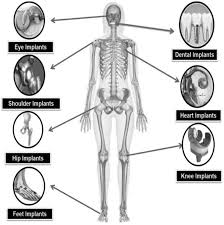 Eye Implants
Dental Implants
Shoulder Implants
Heart Implants
Hip Implants
Knee Implants
Feet Implants